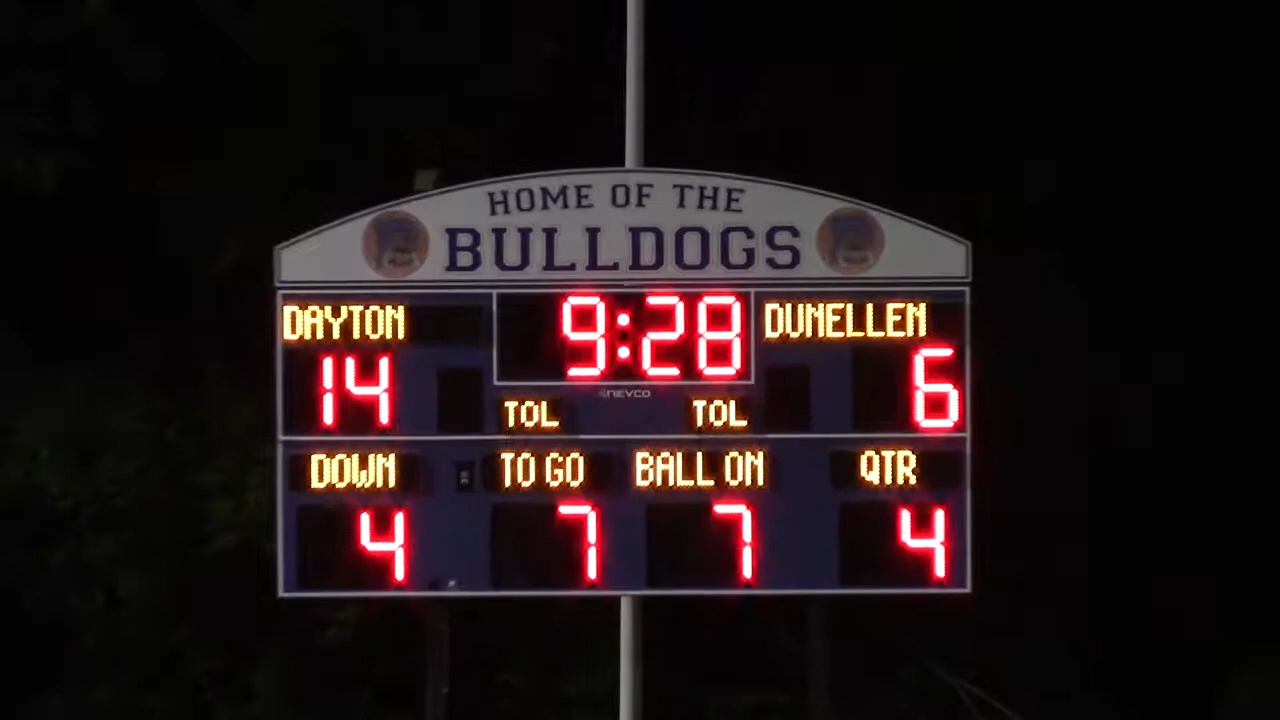 HOME OF THE
BULLDOGS
DAYTON 9:28 DUNELLEN
14 6
NEVCO
TOL TOL
DOWN TO GO BALL ON QTR
4 7 7 4